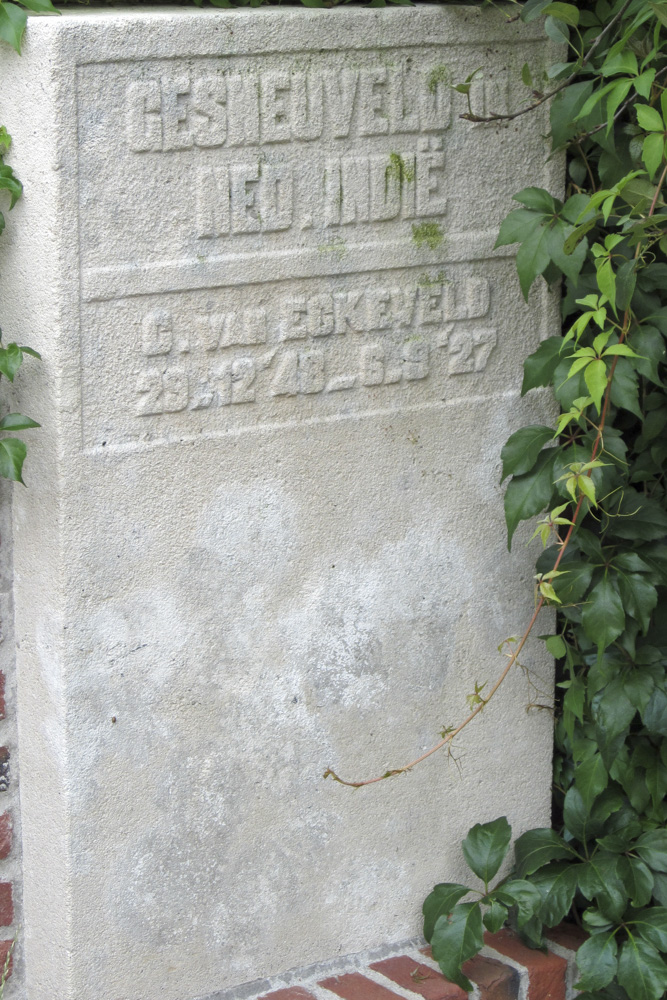 GESNEUVELD IN
NED. INDIË
C. VAN ECKEVELD
29.12 '48 _ 6.9 '27